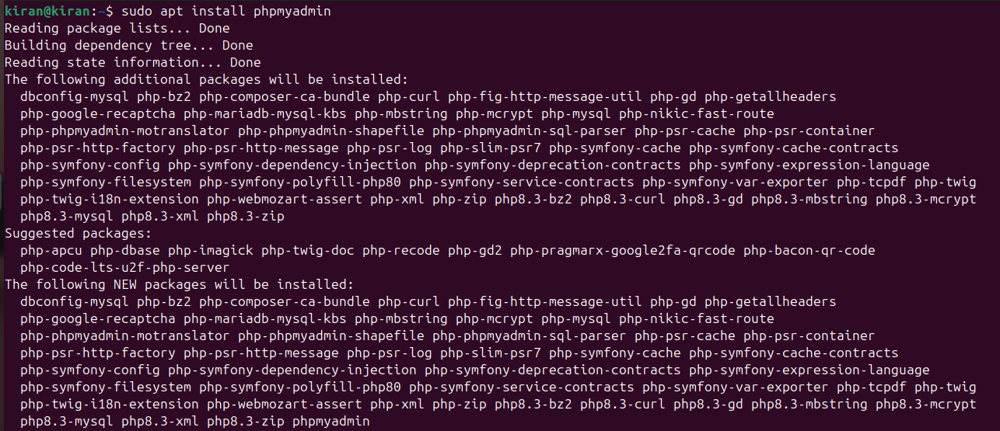 kiran@kiran:~$ sudo apt install phpmyadmin
Reading package lists... Done
Building dependency tree... Done
Reading state information... Done
The following additional packages will be installed:
dbconfig-mysql php-bz2 php-composer-ca-bundle php-curl php-fig-http-message-util php-gd php-getallheaders
php-google-recaptcha php-mariadb-mysql-kbs php-mbstring php-mcrypt php-mysql php-nikic-fast-route
php-phpmyadmin-motranslator php-phpmyadmin-shapefile php-phpmyadmin-sql-parser php-psr-cache php-psr-container
php-psr-http-factory php-psr-http-message php-psr-log php-slim-psr7 php-symfony-cache php-symfony-cache-contracts
php-symfony-config php-symfony-dependency-injection php-symfony-deprecation-contracts php-symfony-expression-language
php-symfony-filesystem php-symfony-polyfill-php80 php-symfony-service-contracts php-symfony-var-exporter php-tcpdf php-twig
php-twig-i18n-extension php-webmozart-assert php-xml php-zip php8.3-bz2 php8.3-curl php8.3-gd php8.3-mbstring php8.3-mcrypt
php8.3-mysql php8.3-xml php8.3-zip
Suggested packages:
php-apcu php-dbase php-imagick php-twig-doc php-recode php-gd2 php-pragmarx-google2fa-qrcode php-bacon-qr-code
php-code-lts-u2f-php-server
The following NEW packages will be installed:
dbconfig-mysql php-bz2 php-composer-ca-bundle php-curl php-fig-http-message-util php-gd php-getallheaders
php-google-recaptcha php-mariadb-mysql-kbs php-mbstring php-mcrypt php-mysql php-nikic-fast-route
php-phpmyadmin-motranslator php-phpmyadmin-shapefile php-phpmyadmin-sql-parser php-psr-cache php-psr-container
php-psr-http-factory php-psr-http-message php-psr-log php-slim-psr7 php-symfony-cache php-symfony-cache-contracts
php-symfony-config php-symfony-dependency-injection php-symfony-deprecation-contracts php-symfony-expression-language
php-symfony-filesystem php-symfony-polyfill-php80 php-symfony-service-contracts php-symfony-var-exporter php-tcpdf php-twig
php-twig-i18n-extension php-webmozart-assert php-xml php-zip php8.3-bz2 php8.3-curl php8.3-gd php8.3-mbstring php8.3-mcrypt
php8.3-mysql php8.3-xml php8.3-zip phpmyadmin